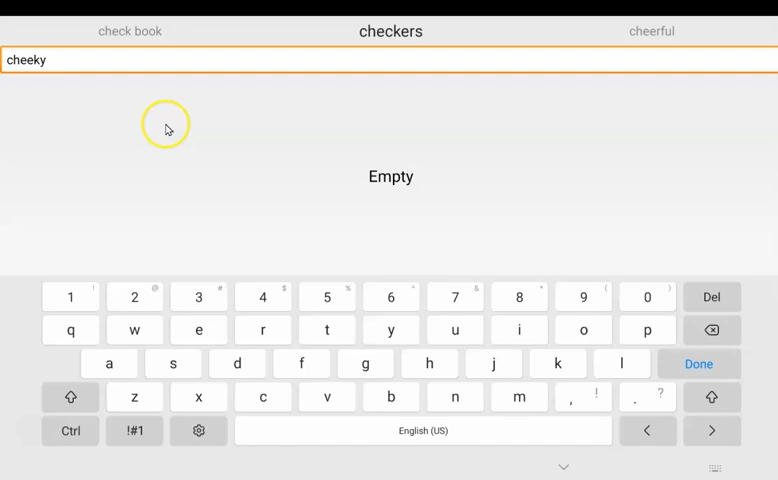 check book checkers cheerful
cheeky
Empty
1 ! 2 @ 3 # 4 $ 5 % 6 ^ 7 & 8 * 9 ( 0 ) Del
q w e r t y u i o p
a s d f g h j k l Done
z x c v b n m , ! . ?
Ctrl !#1 English (US) < >